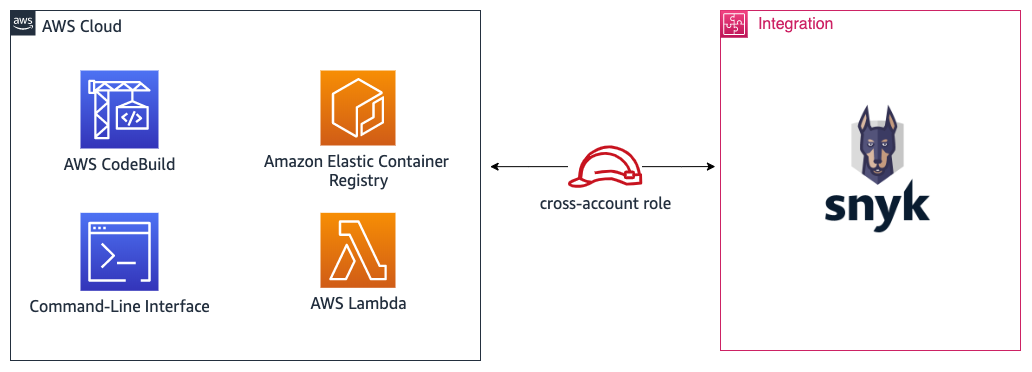 aws
AWS Cloud
Integration
</>
AWS CodeBuild
Amazon Elastic Container
Registry
cross-account role
snyk
Command-Line Interface
AWS Lambda